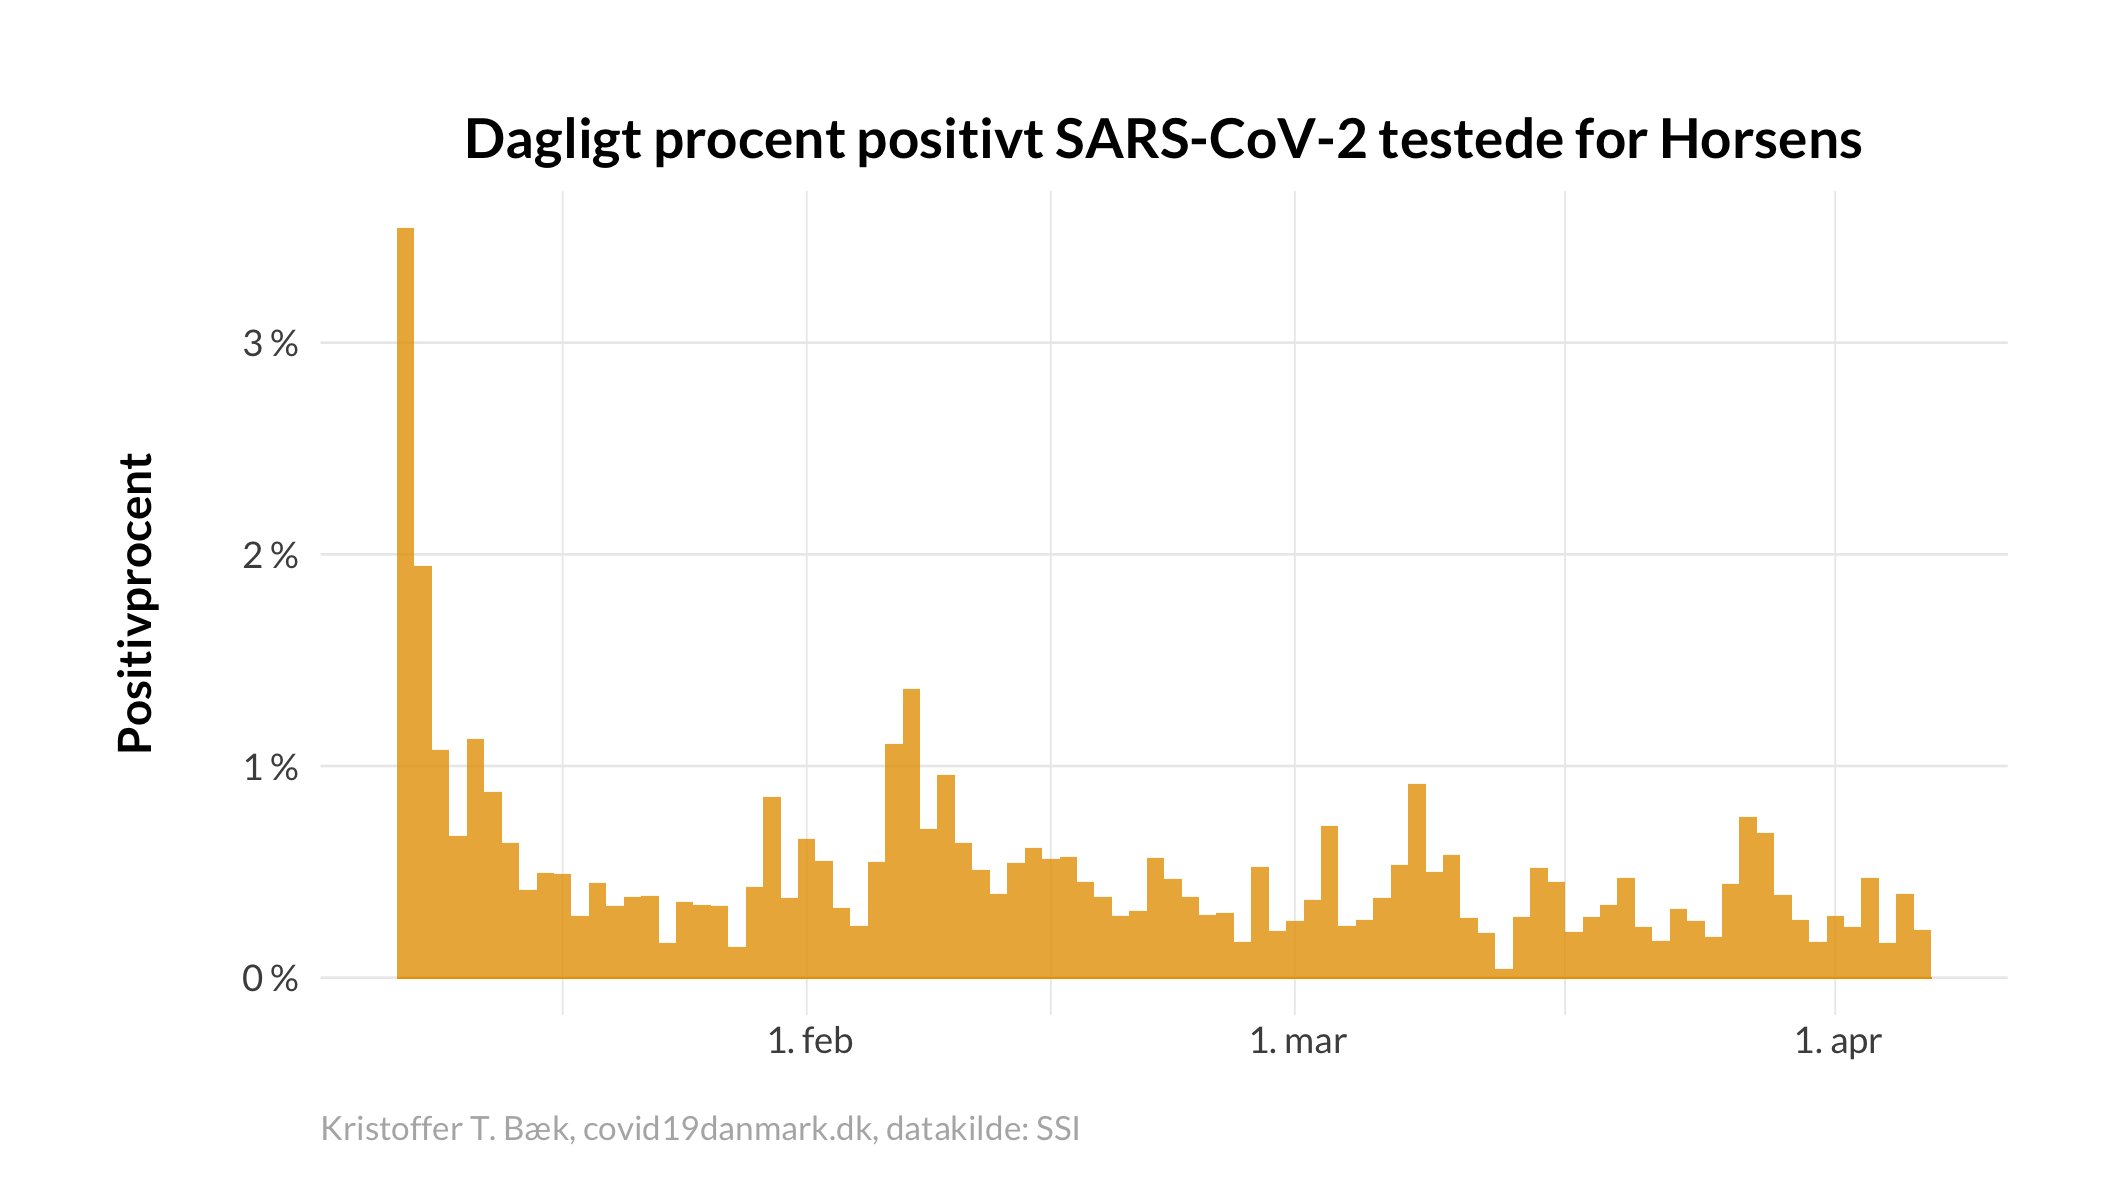 Dagligt procent positivt SARS-CoV-2 testede for Horsens
Positivprocent
3 %
2 %
1 %
0 %
1. feb
1. mar
1. apr
Kristoffer T. Bæk, covid19danmark.dk, datakilde: SSI